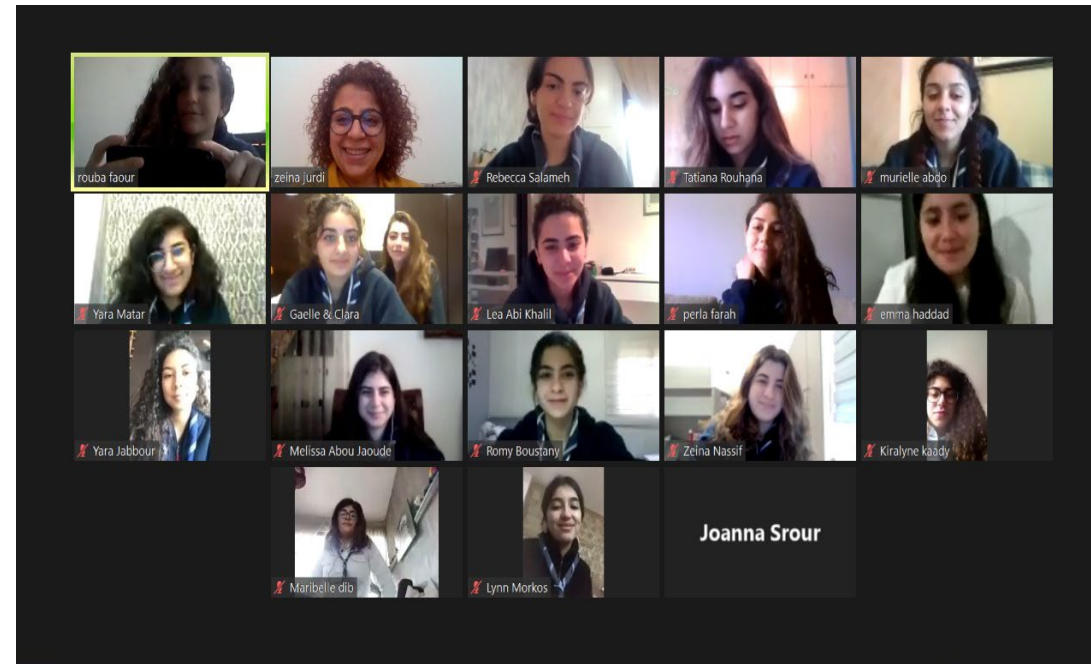 rouba faour
zeina jurdi
Rebecca Salameh
Tatiana Rouhana
murielle abdo
Yara Matar
Gaelle & Clara
Lea Abi Khalil
perla farah
emma haddad
Yara Jabbour
Melissa Abou Jaoude
Romy Boustany
Zeina Nassif
Kiralyne kaady
Maribelle dib
Lynn Morkos
Joanna Srour